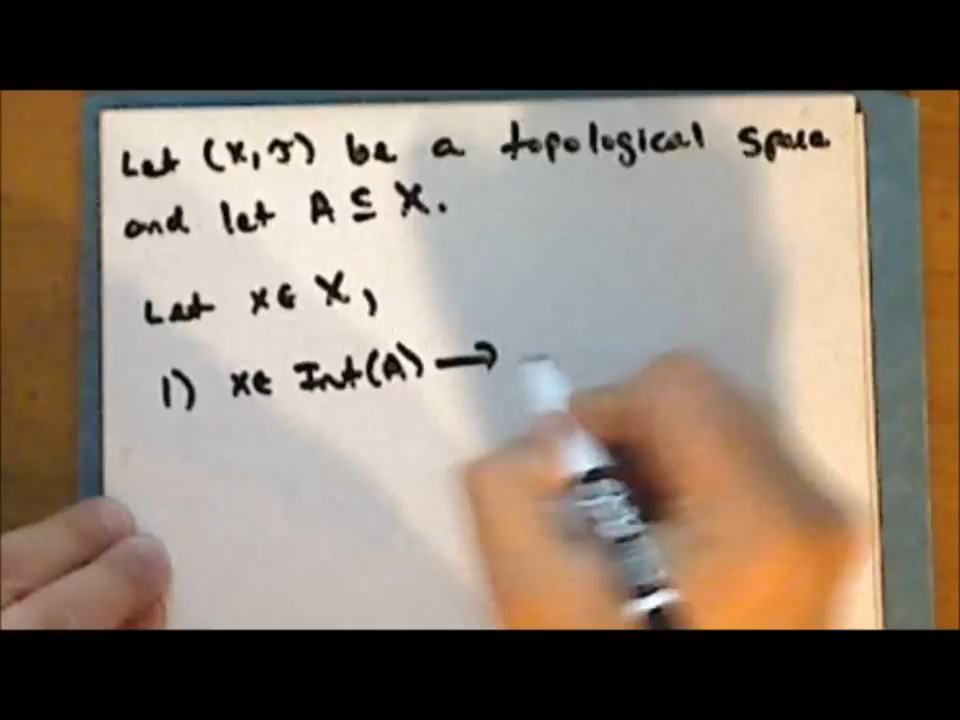 Let (X,τ) be a topological space
and let A ⊆ X.
Let x ∈ X,
1) x ∈ Int(A) →